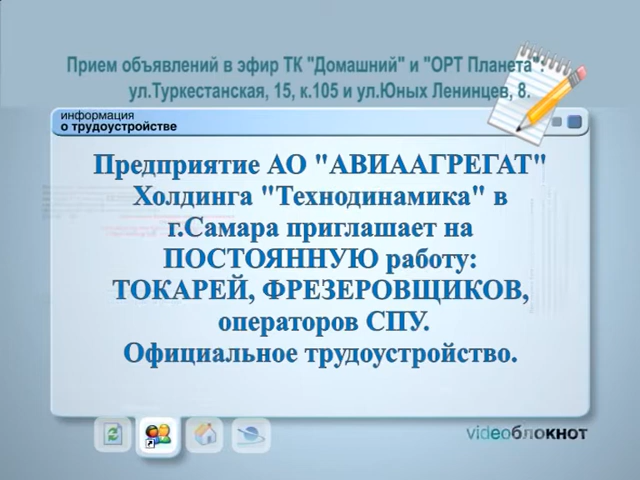 Прием объявлений в эфир ТК "Домашний" и "ОРТ Планета":
ул.Туркестанская, 15, к.105 и ул.Юных Ленинцев, 8.
информация
о трудоустройстве
Предприятие АО "АВИААГРЕГАТ"
Холдинга "Технодинамика" в
г.Самара приглашает на
ПОСТОЯННУЮ работу:
ТОКАРЕЙ, ФРЕЗЕРОВЩИКОВ,
операторов СПУ.
Официальное трудоустройство.
videoблокнот